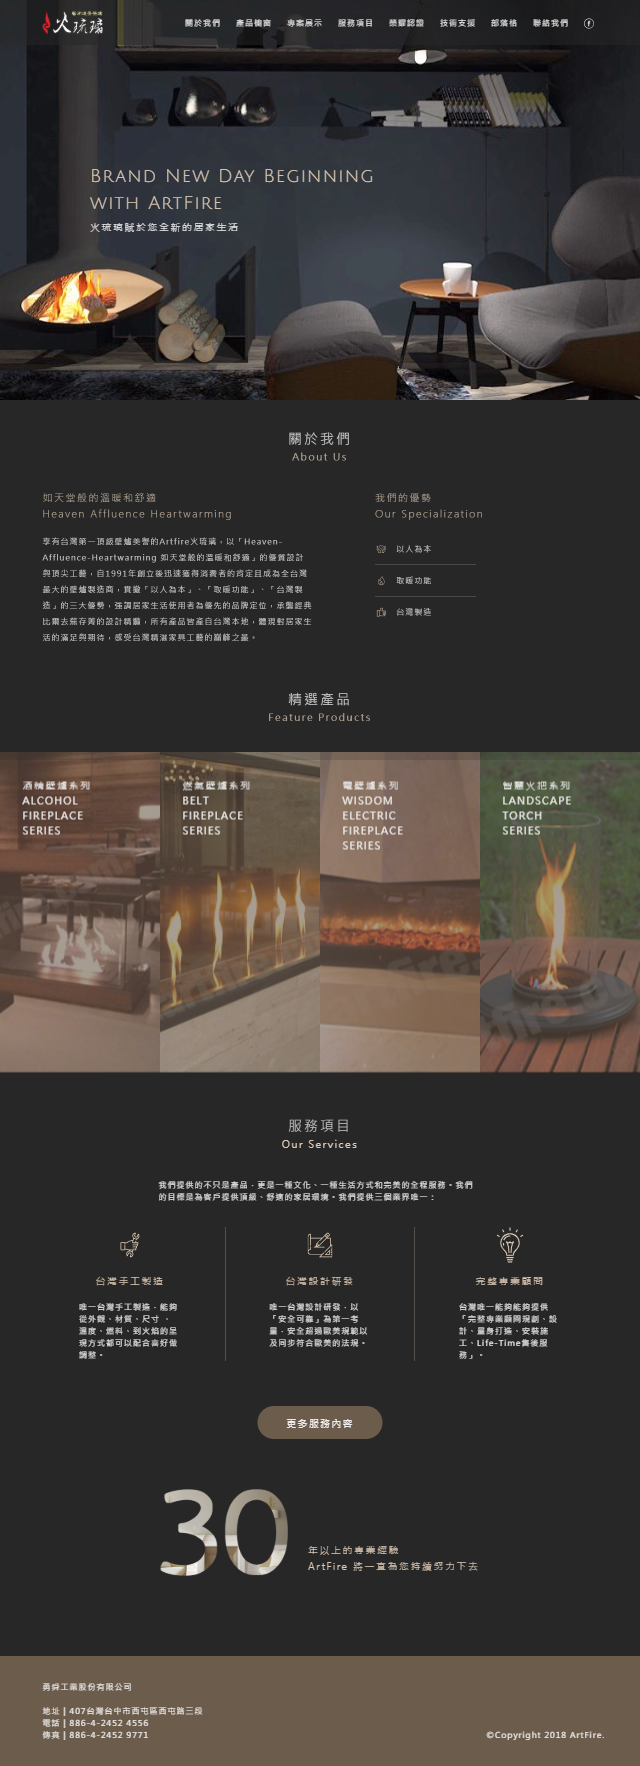 火琉璃
關於我們 產品櫥窗 專案展示 服務項目 榮耀認證 技術支援 部落格 聯絡我們
BRAND NEW DAY BEGINNING
WITH ARTFIRE
火琉璃賦於您全新的居家生活
關於我們
About Us
如天堂般的溫暖和舒適
Heaven Affluence Heartwarming
享有台灣第一頂級壁爐美譽的Artfire火琉璃，以「Heaven-
Affluence-Heartwarming 如天堂般的溫暖和舒適」的優質設計
與頂尖工藝，自1991年創立後迅速獲得消費者的肯定且成為全台灣
最大的壁爐製造商，貫徹「以人為本」、「取暖功能」、「台灣製
造」的三大優勢，強調居家生活使用者為優先的品牌定位，承襲經典
比爾去蕪存菁的設計精髓，所有產品皆產自台灣本地，體現對居家生
活的滿足與期待，感受台灣精湛家具工藝的巔峰之最。
我們的優勢
Our Specialization
以人為本
取暖功能
台灣製造
精選產品
Feature Products
酒精壁爐系列
ALCOHOL
FIREPLACE
SERIES
燃氣壁爐系列
BELT
FIREPLACE
SERIES
電壁爐系列
WISDOM
ELECTRIC
FIREPLACE
SERIES
智慧火把系列
LANDSCAPE
TORCH
SERIES
服務項目
Our Services
我們提供的不只是產品，更是一種文化、一種生活方式和完美的全程服務。我們
的目標是為客戶提供頂級、舒適的家居環境。我們提供三個業界唯一：
台灣手工製造
唯一台灣手工製造，能夠
從外觀、材質、尺寸 、
溫度、燃料、到火焰的呈
現方式都可以配合喜好做
調整。
台灣設計研發
唯一台灣設計研發，以
「安全可靠」為第一考
量，安全超過歐美規範以
及同步符合歐美的法規。
完整專業顧問
台灣唯一能夠能夠提供
「完整專業顧問規劃、設
計、量身打造、安裝施
工、Life-Time售後服
務」。
更多服務內容
30
年以上的專業經驗
ArtFire 將一直為您持續努力下去
勇舜工業股份有限公司
地址 | 407台灣台中市西屯區西屯路三段
電話 | 886-4-2452 4556
傳真 | 886-4-2452 9771
©Copyright 2018 ArtFire.